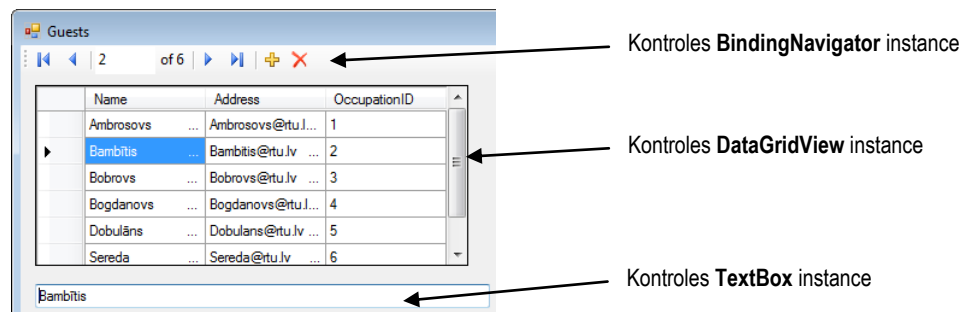 Guests
2 of 6
Kontroles BindingNavigator instance
Name Address OccupationID
Ambrosovs ... Ambrosovs@rtu.l... 1
Bambītis ... Bambitis@rtu.lv ... 2
Kontroles DataGridView instance
Bobrovs ... Bobrovs@rtu.lv ... 3
Bogdanovs ... Bogdanovs@rtu.l... 4
Dobulāns ... Dobulans@rtu.lv ... 5
Sereda ... Sereda@rtu.lv ... 6
Kontroles TextBox instance
Bambītis